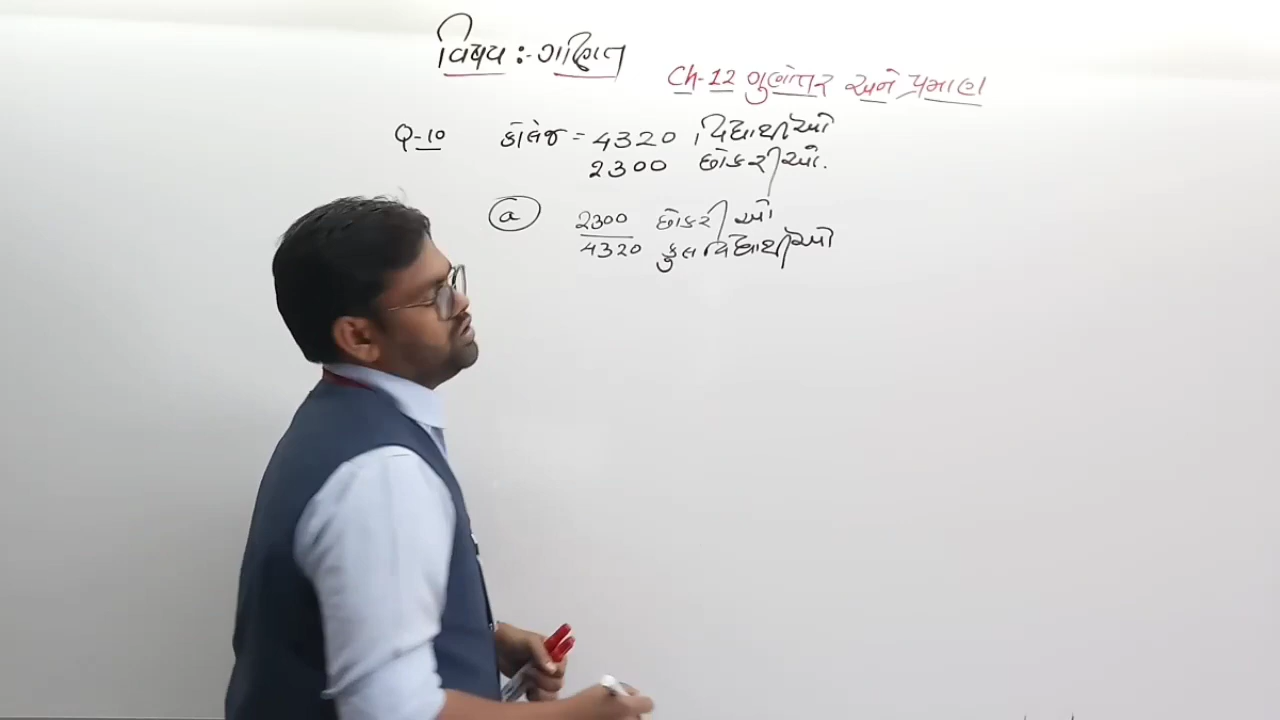 વિષય :- ગણિત
Ch-12 ગુણોત્તર અને પ્રમાણ
Q-10 કોલેજ = 4320 વિદ્યાર્થીઓ
2300 છોકરીઓ.
(a) 2300 છોકરીઓ
4320 કુલ વિદ્યાર્થીઓ